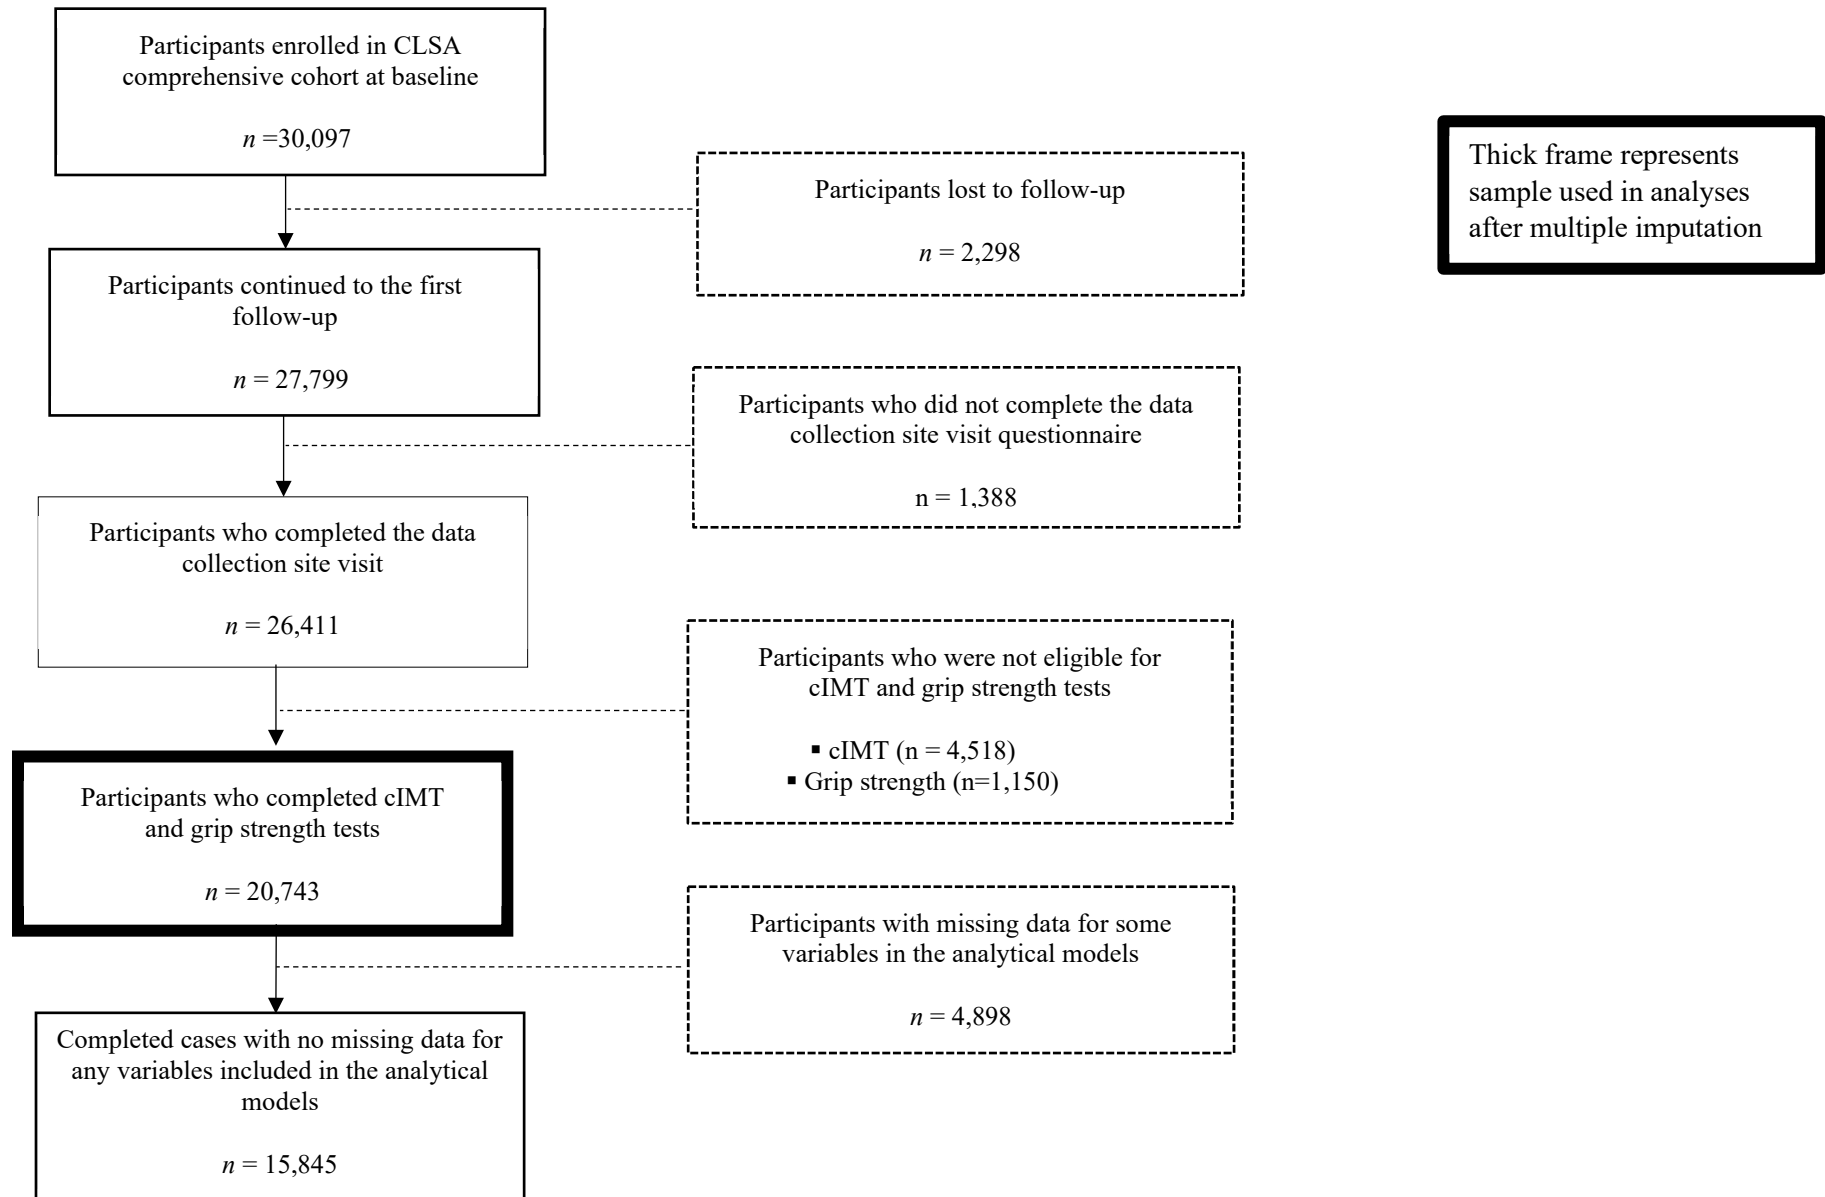 Participants enrolled in CLSA
comprehensive cohort at baseline
n =30,097
Participants lost to follow-up
n = 2,298
Thick frame represents
sample used in analyses
after multiple imputation
Participants continued to the first
follow-up
n = 27,799
Participants who did not complete the data
collection site visit questionnaire
n = 1,388
Participants who completed the data
collection site visit
n = 26,411
Participants who were not eligible for
cIMT and grip strength tests
▪ cIMT (n = 4,518)
▪ Grip strength (n=1,150)
Participants who completed cIMT
and grip strength tests
n = 20,743
Participants with missing data for some
variables in the analytical models
n = 4,898
Completed cases with no missing data for
any variables included in the analytical
models
n = 15,845